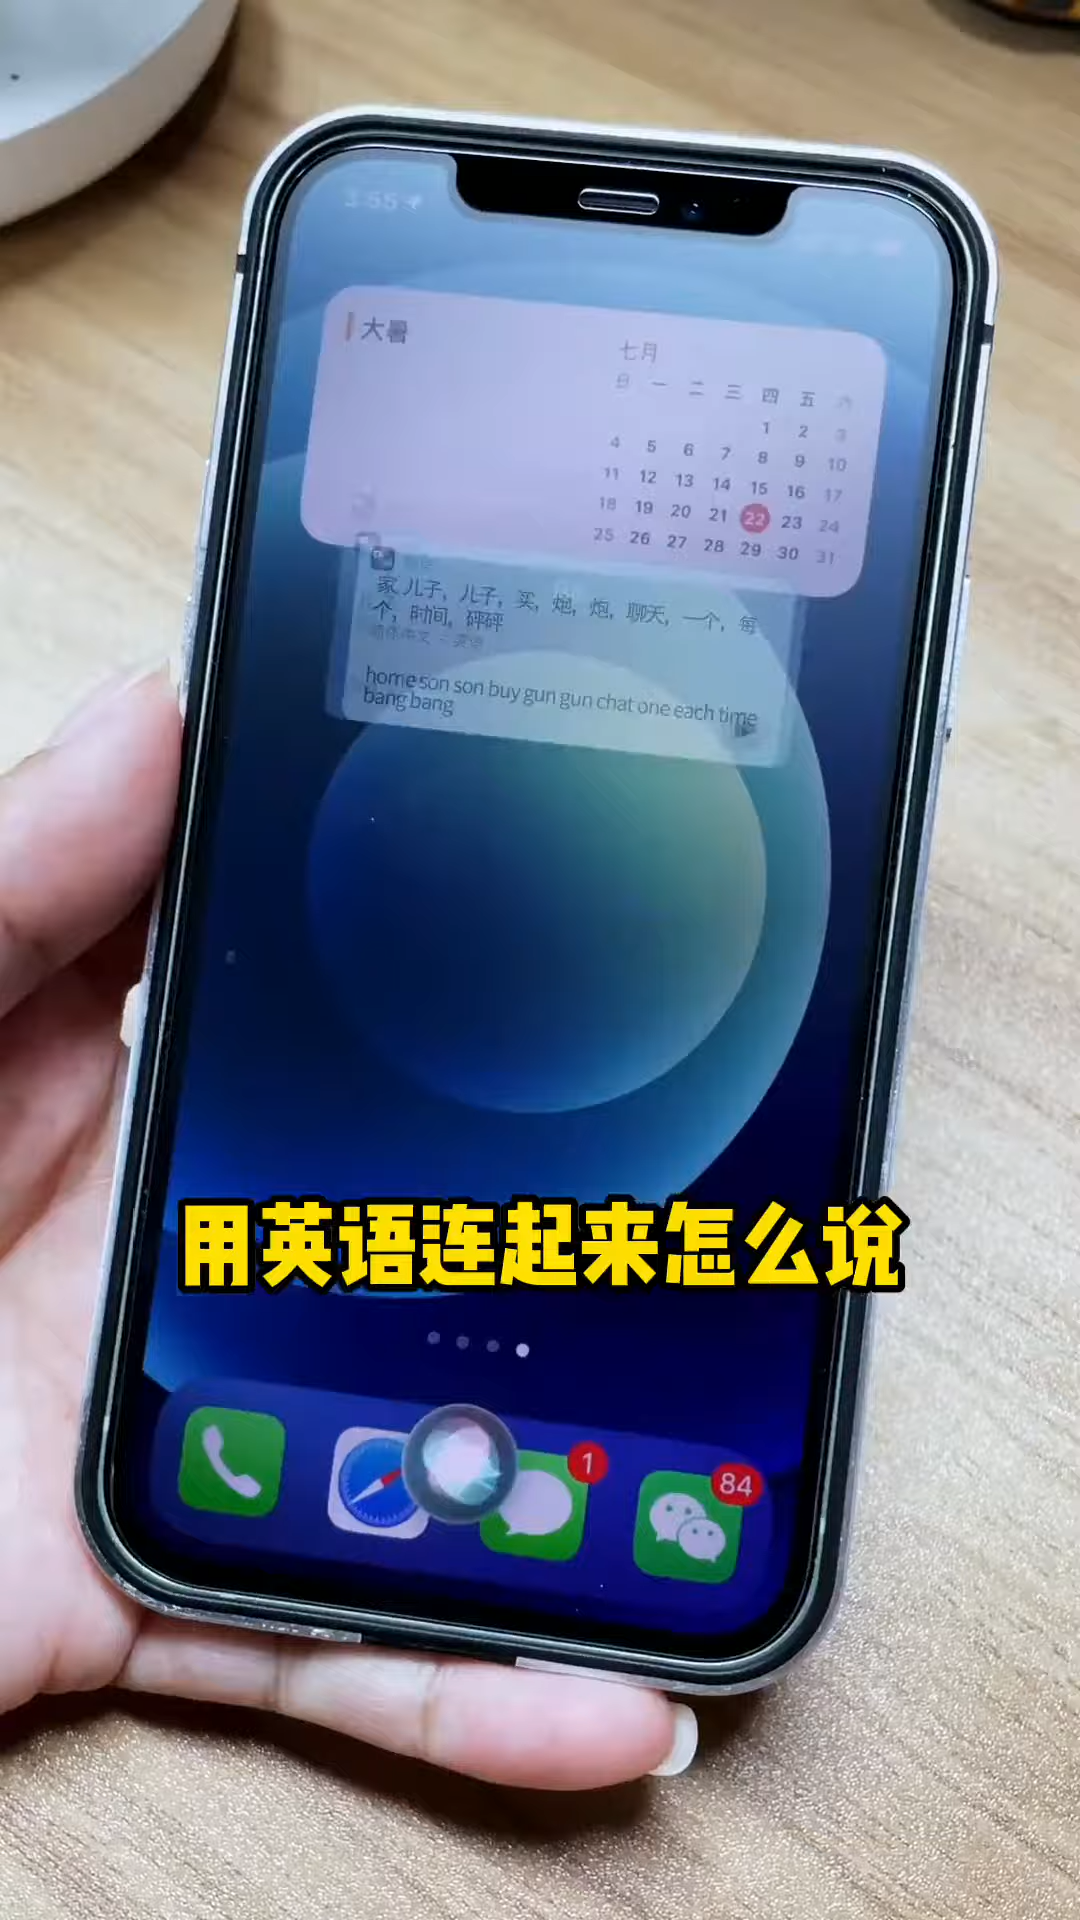 3:55
大暑
七月
日 一 二 三 四 五 六
1 2 3
4 5 6 7 8 9 10
11 12 13 14 15 16 17
18 19 20 21 22 23 24
25 26 27 28 29 30 31
家,儿子，儿子，买，炮，炮，聊天，一个，每
个，时间，砰砰
home son son buy gun gun chat one each time
bang bang
用英语连起来怎么说
1
84